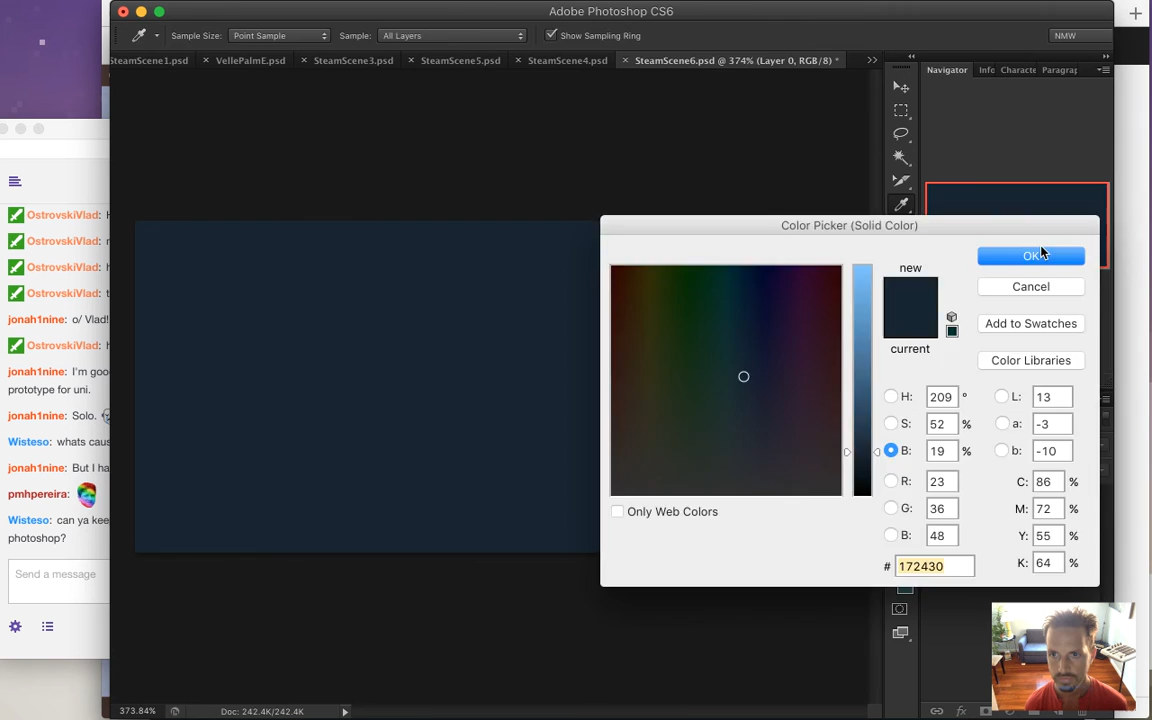 Adobe Photoshop CS6
Sample Size: Point Sample Sample: All Layers Show Sampling Ring NMW
SteamScene1.psd × VellePalmE.psd × SteamScene3.psd × SteamScene5.psd × SteamScene4.psd × SteamScene6.psd @ 374% (Layer 0, RGB/8) *
Navigator Info Characte Paragrap
OstrovskiVlad:
OstrovskiVlad:
OstrovskiVlad:
OstrovskiVlad:
jonah1nine: o/ Vlad!
jonah1nine:
jonah1nine: I'm goo
prototype for uni.
jonah1nine: Solo.
Wisteso: whats caus
jonah1nine: But I ha
pmhpereira:
Wisteso: can ya kee
photoshop?
Send a message
Color Picker (Solid Color)
new
current
OK
Cancel
Add to Swatches
Color Libraries
H: 209 °
S: 52 %
B: 19 %
R: 23
G: 36
B: 48
# 172430
L: 13
a: -3
b: -10
C: 86 %
M: 72 %
Y: 55 %
K: 64 %
Only Web Colors
373.84% Doc: 242.4K/242.4K
fx